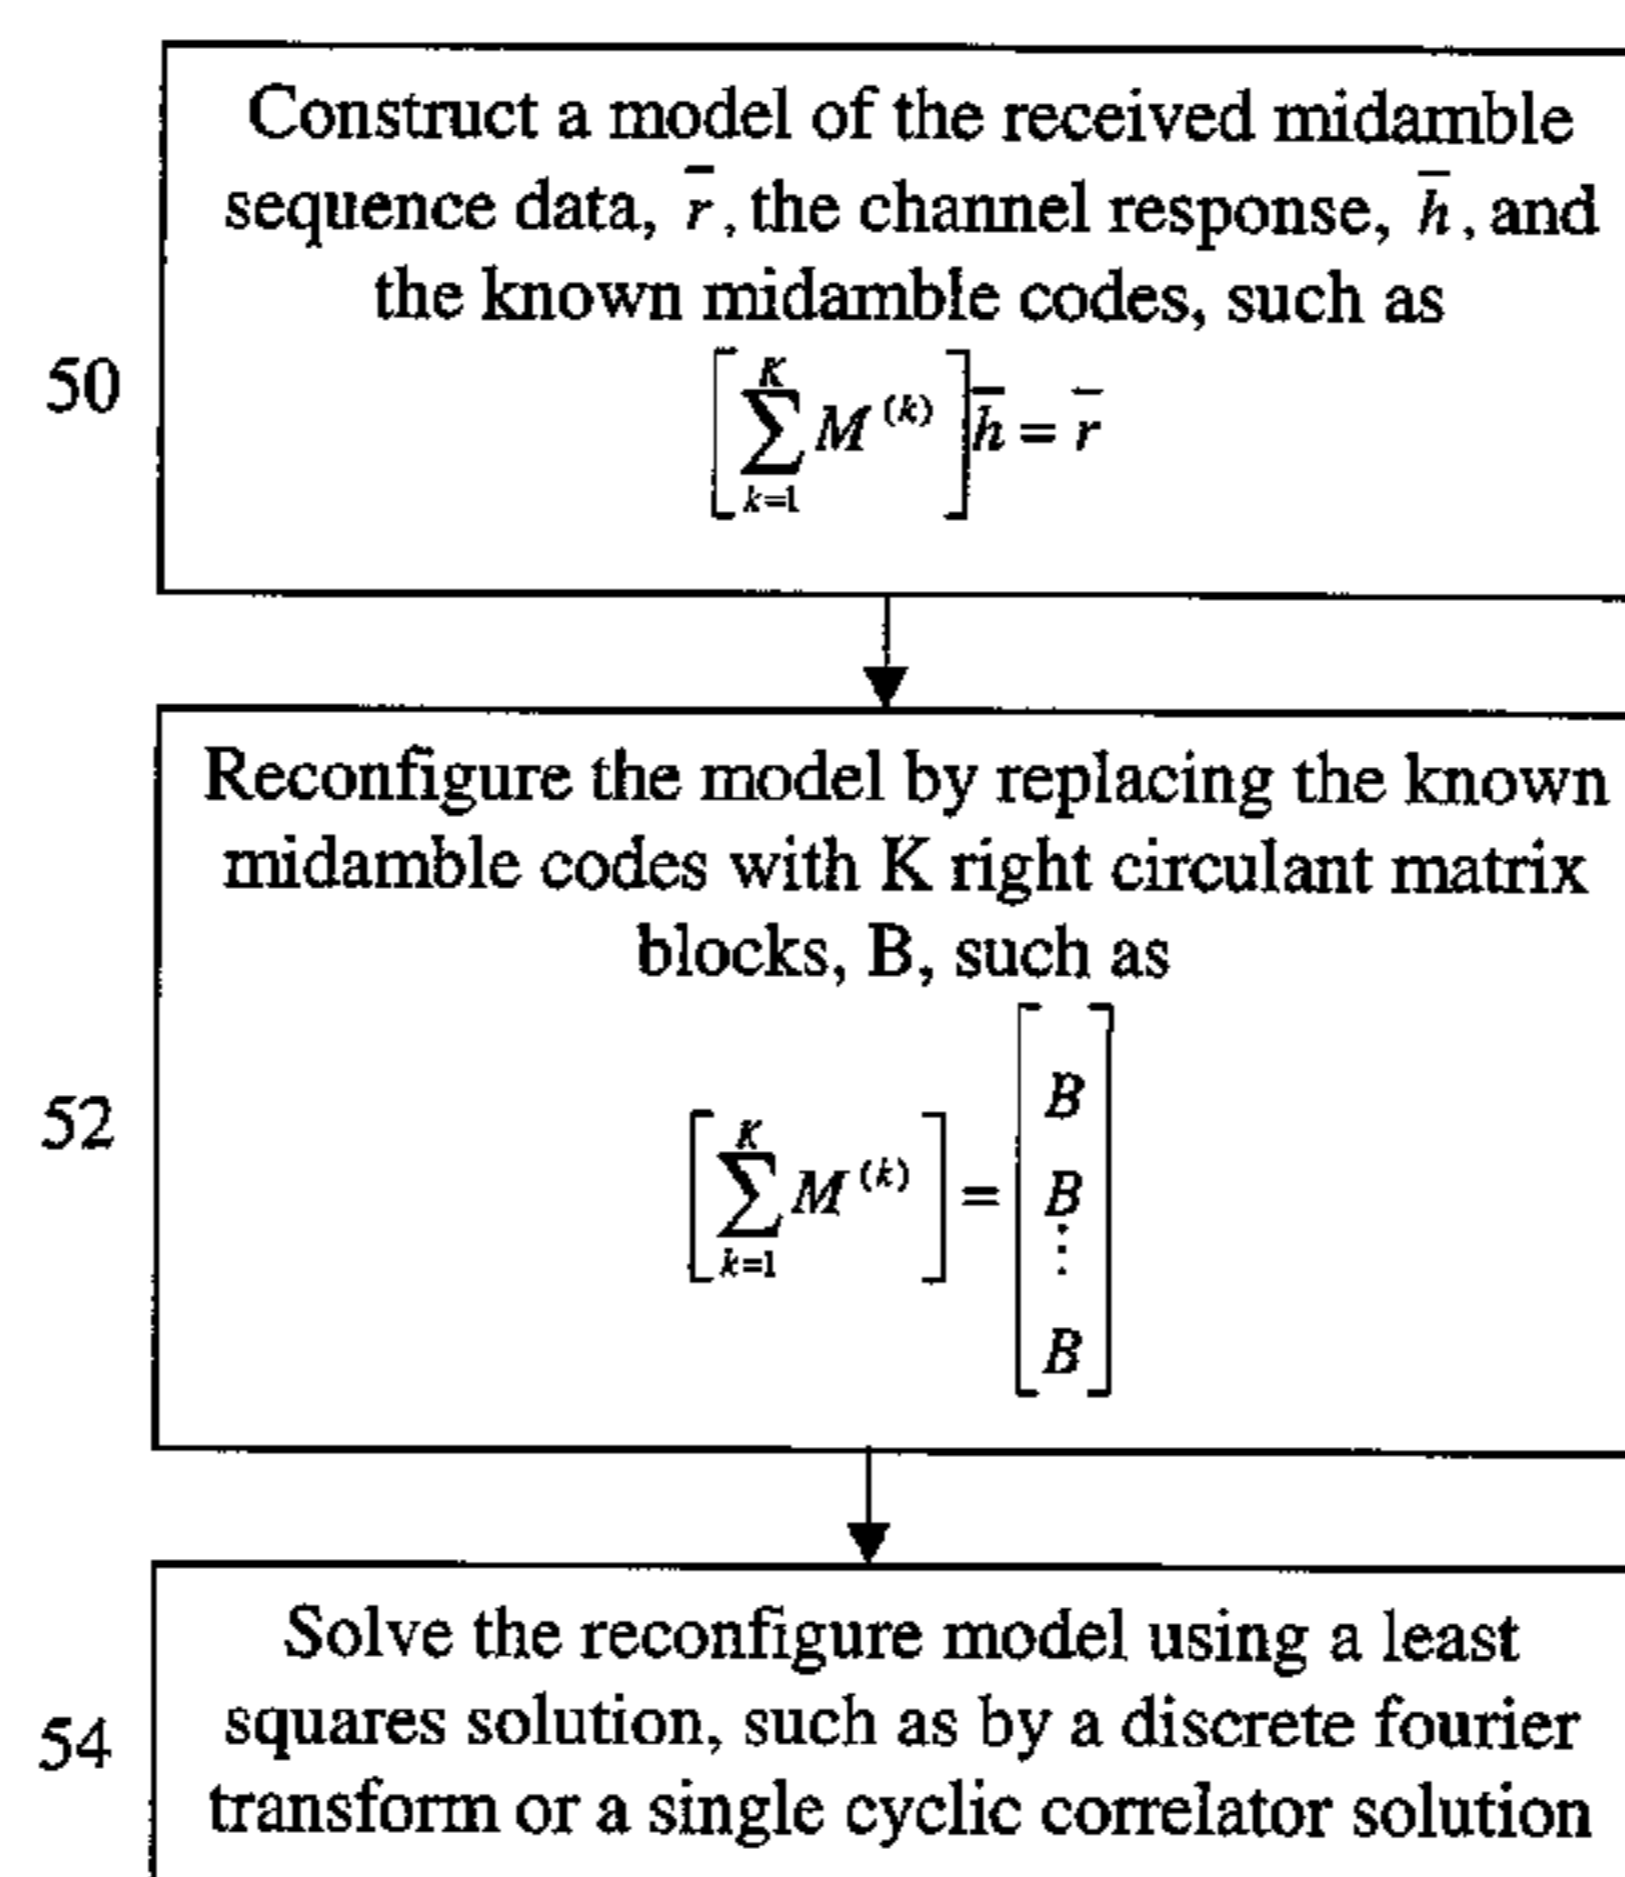 Construct a model of the received midamble
sequence data, r̄, the channel response, h̄, and
the known midamble codes, such as
50
[ ∑_{k=1}^{K} M^{(k)} ] h̄ = r̄
Reconfigure the model by replacing the known
midamble codes with K right circulant matrix
blocks, B, such as
52
[ ∑_{k=1}^{K} M^{(k)} ] = [ B B ⋮ B ]
Solve the reconfigure model using a least
54
squares solution, such as by a discrete fourier
transform or a single cyclic correlator solution